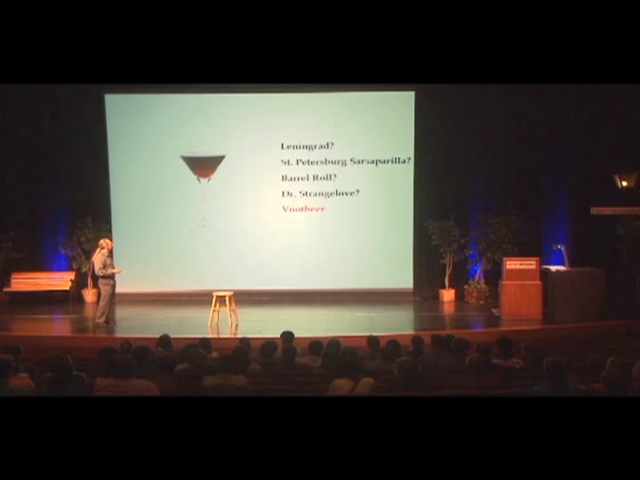 Leningrad?
St. Petersburg Sarsaparilla?
Barrel Roll?
Dr. Strangelove?
Vootbeer